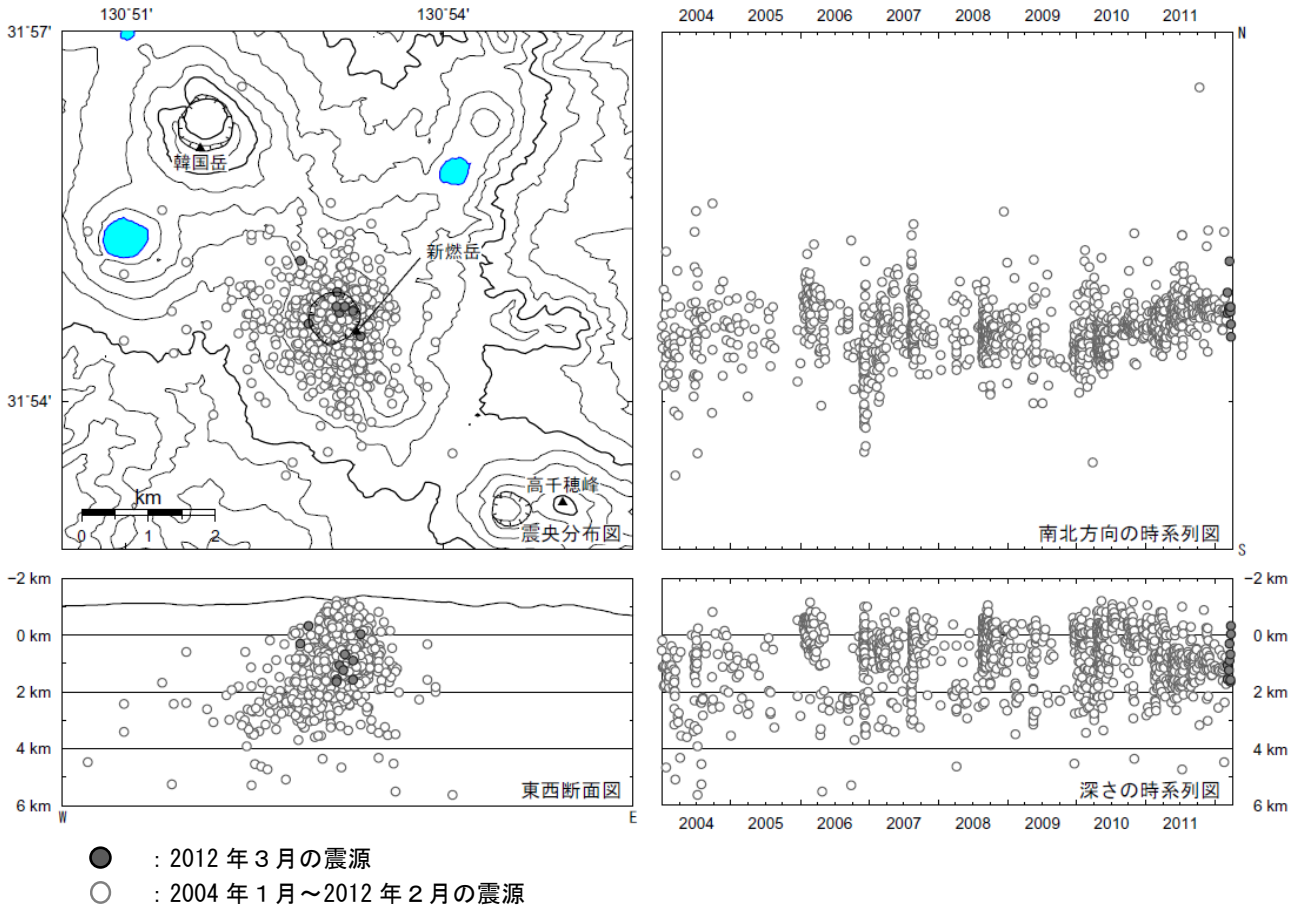 130°51' 130°54'
31°57'
韓国岳
新燃岳
31°54'
高千穂峰
km
0 1 2
震央分布図
2004 2005 2006 2007 2008 2009 2010 2011
N
南北方向の時系列図
S
-2 km
0 km
2 km
4 km
6 km
東西断面図
W E
-2 km
0 km
2 km
4 km
6 km
深さの時系列図
2004 2005 2006 2007 2008 2009 2010 2011
：2012 年３月の震源
：2004 年１月～2012 年２月の震源